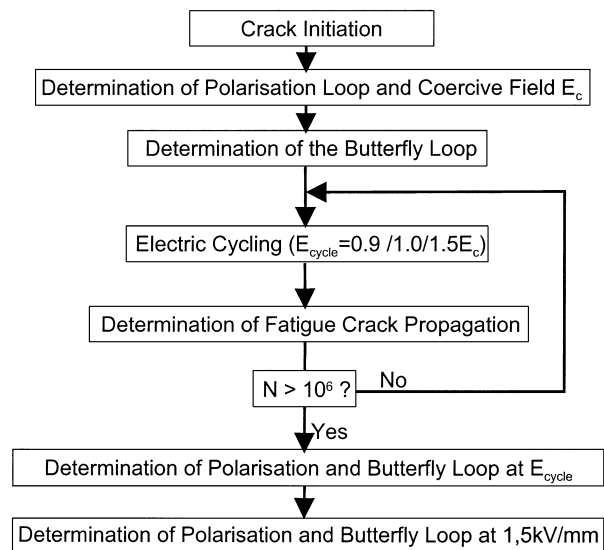 Crack Initiation
Determination of Polarisation Loop and Coercive Field Ec
Determination of the Butterfly Loop
Electric Cycling (Ecycle=0.9 /1.0/1.5Ec)
Determination of Fatigue Crack Propagation
N > 10⁶ ?
No
Yes
Determination of Polarisation and Butterfly Loop at Ecycle
Determination of Polarisation and Butterfly Loop at 1,5kV/mm